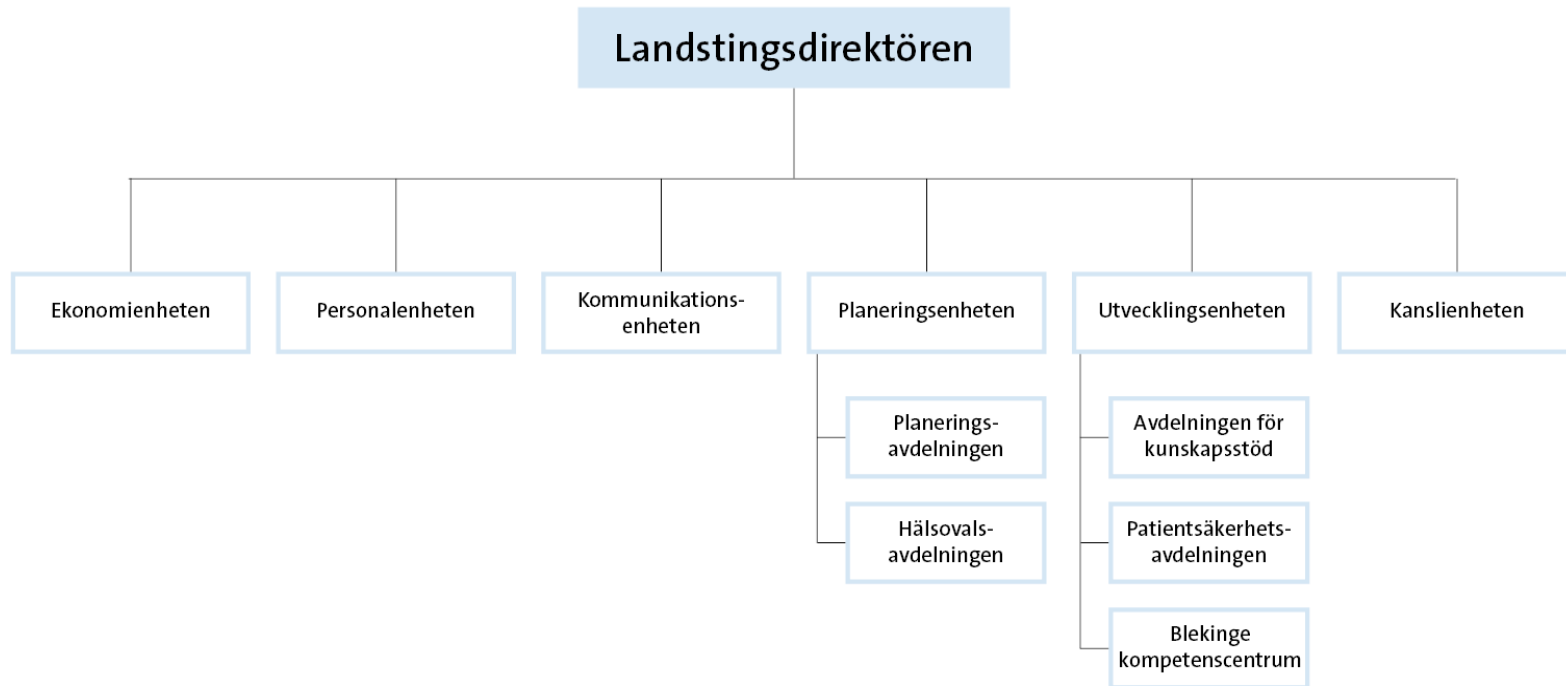 Landstingsdirektören
Ekonomienheten
Personalenheten
Kommunikations-
enheten
Planeringsenheten
Utvecklingsenheten
Kanslienheten
Planerings-
avdelningen
Hälsovals-
avdelningen
Avdelningen för
kunskapsstöd
Patientsäkerhets-
avdelningen
Blekinge
kompetenscentrum